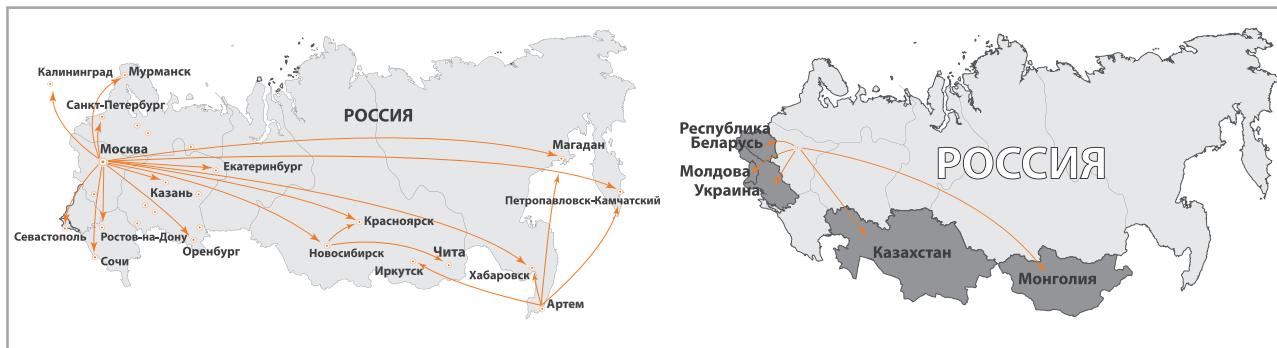 Калининград
Мурманск
Санкт-Петербург
РОССИЯ
Москва
Магадан
Екатеринбург
Казань
Петропавловск-Камчатский
Красноярск
Севастополь
Ростов-на-Дону
Оренбург
Новосибирск
Чита
Сочи
Иркутск
Хабаровск
Артем
Республика
Беларусь
РОССИЯ
Молдова
Украина
Казахстан
Монголия